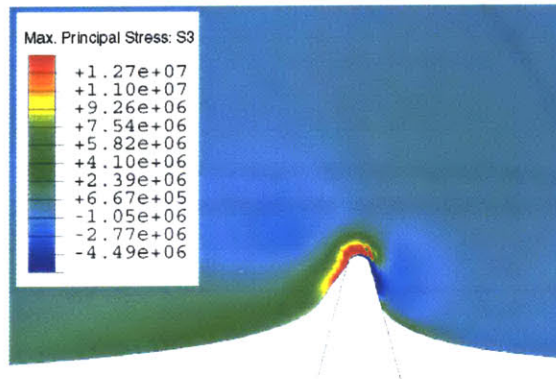 Max. Principal Stress: S3
+1.27e+07
+1.10e+07
+9.26e+06
+7.54e+06
+5.82e+06
+4.10e+06
+2.39e+06
+6.67e+05
-1.05e+06
-2.77e+06
-4.49e+06